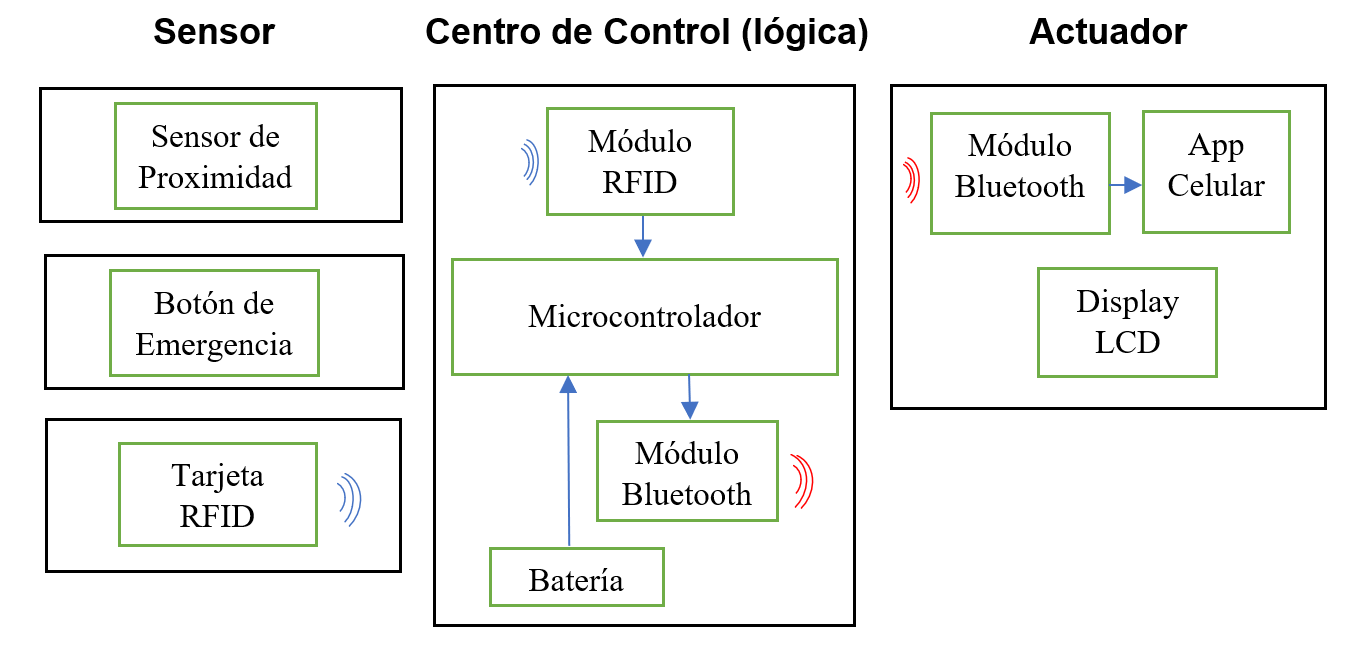 Sensor
Centro de Control (lógica)
Actuador
Sensor de
Proximidad
Botón de
Emergencia
Tarjeta
RFID
Módulo
RFID
Microcontrolador
Módulo
Bluetooth
Batería
Módulo
Bluetooth
App
Celular
Display
LCD